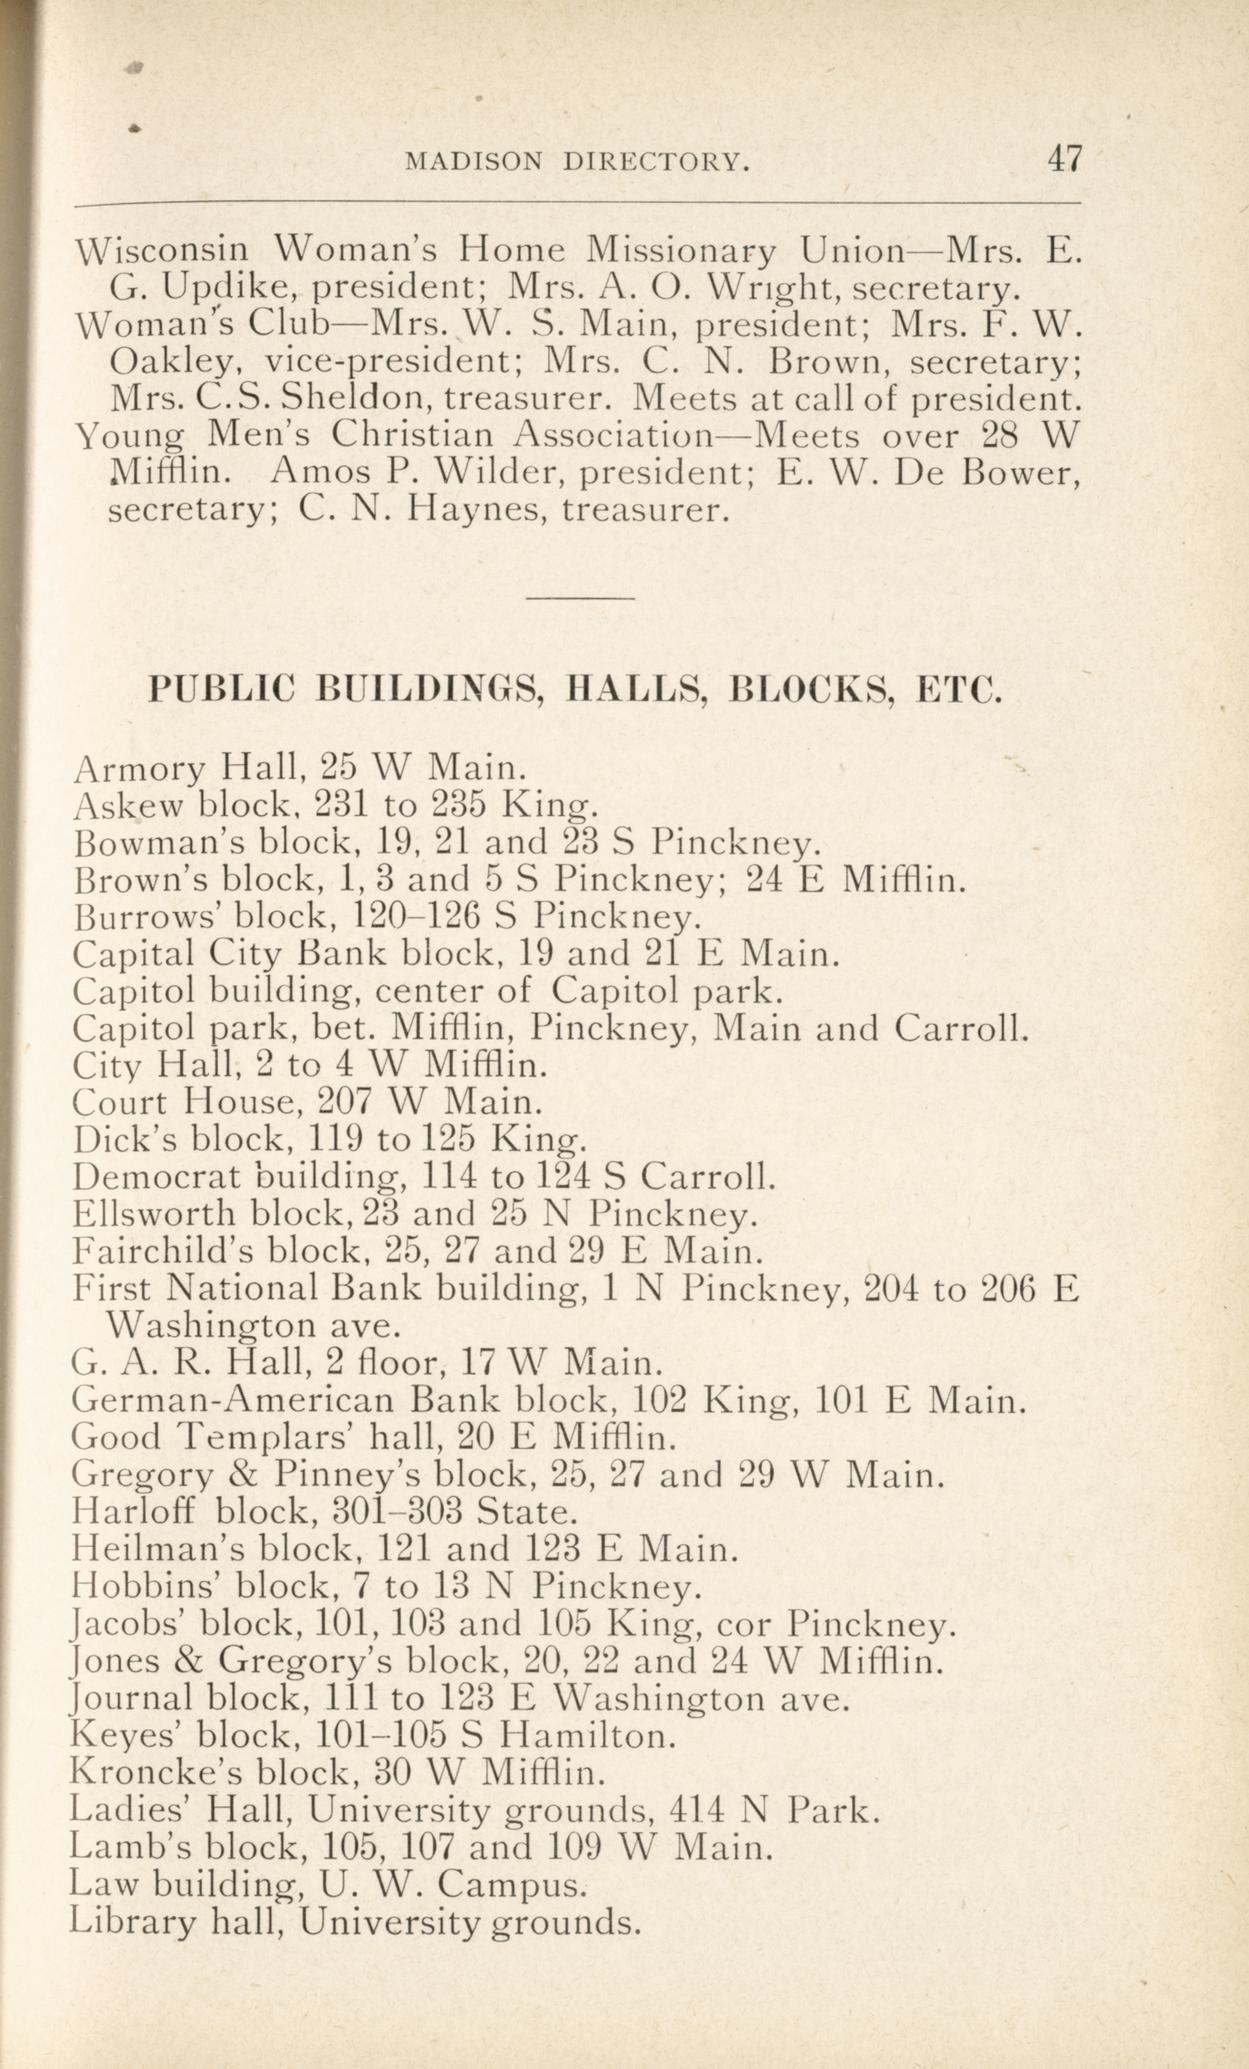 MADISON DIRECTORY. 47
Wisconsin Woman's Home Missionary Union—Mrs. E.
G. Updike, president; Mrs. A. O. Wright, secretary.
Woman's Club—Mrs. W. S. Main, president; Mrs. F. W.
Oakley, vice-president; Mrs. C. N. Brown, secretary;
Mrs. C. S. Sheldon, treasurer. Meets at call of president.
Young Men's Christian Association—Meets over 28 W
Mifflin. Amos P. Wilder, president; E. W. De Bower,
secretary; C. N. Haynes, treasurer.
PUBLIC BUILDINGS, HALLS, BLOCKS, ETC.
Armory Hall, 25 W Main.
Askew block, 231 to 235 King.
Bowman's block, 19, 21 and 23 S Pinckney.
Brown's block, 1, 3 and 5 S Pinckney; 24 E Mifflin.
Burrows' block, 120–126 S Pinckney.
Capital City Bank block, 19 and 21 E Main.
Capitol building, center of Capitol park.
Capitol park, bet. Mifflin, Pinckney, Main and Carroll.
City Hall, 2 to 4 W Mifflin.
Court House, 207 W Main.
Dick's block, 119 to 125 King.
Democrat building, 114 to 124 S Carroll.
Ellsworth block, 23 and 25 N Pinckney.
Fairchild's block, 25, 27 and 29 E Main.
First National Bank building, 1 N Pinckney, 204 to 206 E
Washington ave.
G. A. R. Hall, 2 floor, 17 W Main.
German-American Bank block, 102 King, 101 E Main.
Good Templars' hall, 20 E Mifflin.
Gregory & Pinney's block, 25, 27 and 29 W Main.
Harloff block, 301–303 State.
Heilman's block, 121 and 123 E Main.
Hobbins' block, 7 to 13 N Pinckney.
Jacobs' block, 101, 103 and 105 King, cor Pinckney.
Jones & Gregory's block, 20, 22 and 24 W Mifflin.
Journal block, 111 to 123 E Washington ave.
Keyes' block, 101–105 S Hamilton.
Kroncke's block, 30 W Mifflin.
Ladies' Hall, University grounds, 414 N Park.
Lamb's block, 105, 107 and 109 W Main.
Law building, U. W. Campus.
Library hall, University grounds.